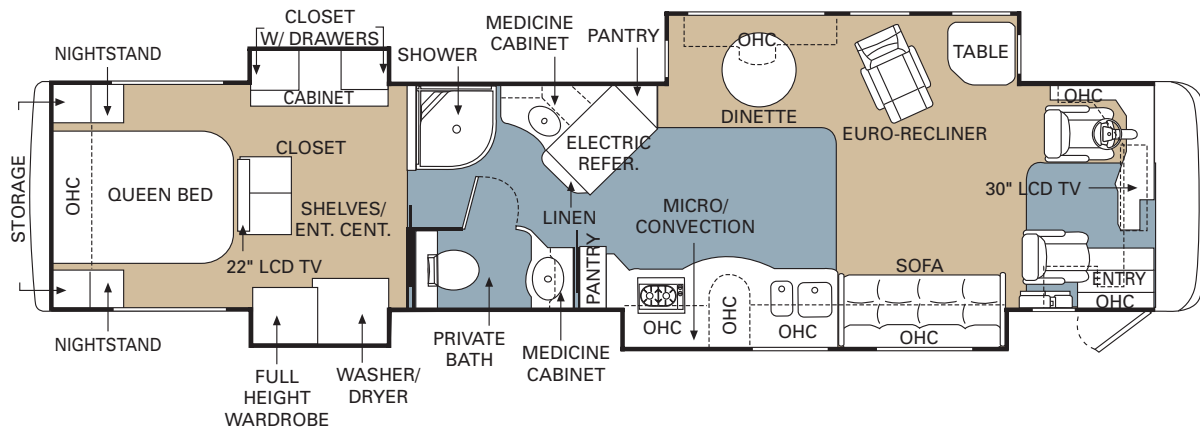 CLOSET
W/ DRAWERS
NIGHTSTAND
SHOWER
MEDICINE
CABINET
PANTRY
OHC
TABLE
CABINET
OHC
DINETTE
EURO-RECLINER
STORAGE
OHC
QUEEN BED
CLOSET
ELECTRIC
REFER.
30" LCD TV
SHELVES/
ENT. CENT.
LINEN
MICRO/
CONVECTION
22" LCD TV
PANTRY
SOFA
ENTRY
OHC
OHC
OHC
OHC
OHC
NIGHTSTAND
PRIVATE
BATH
MEDICINE
CABINET
FULL
HEIGHT
WARDROBE
WASHER/
DRYER